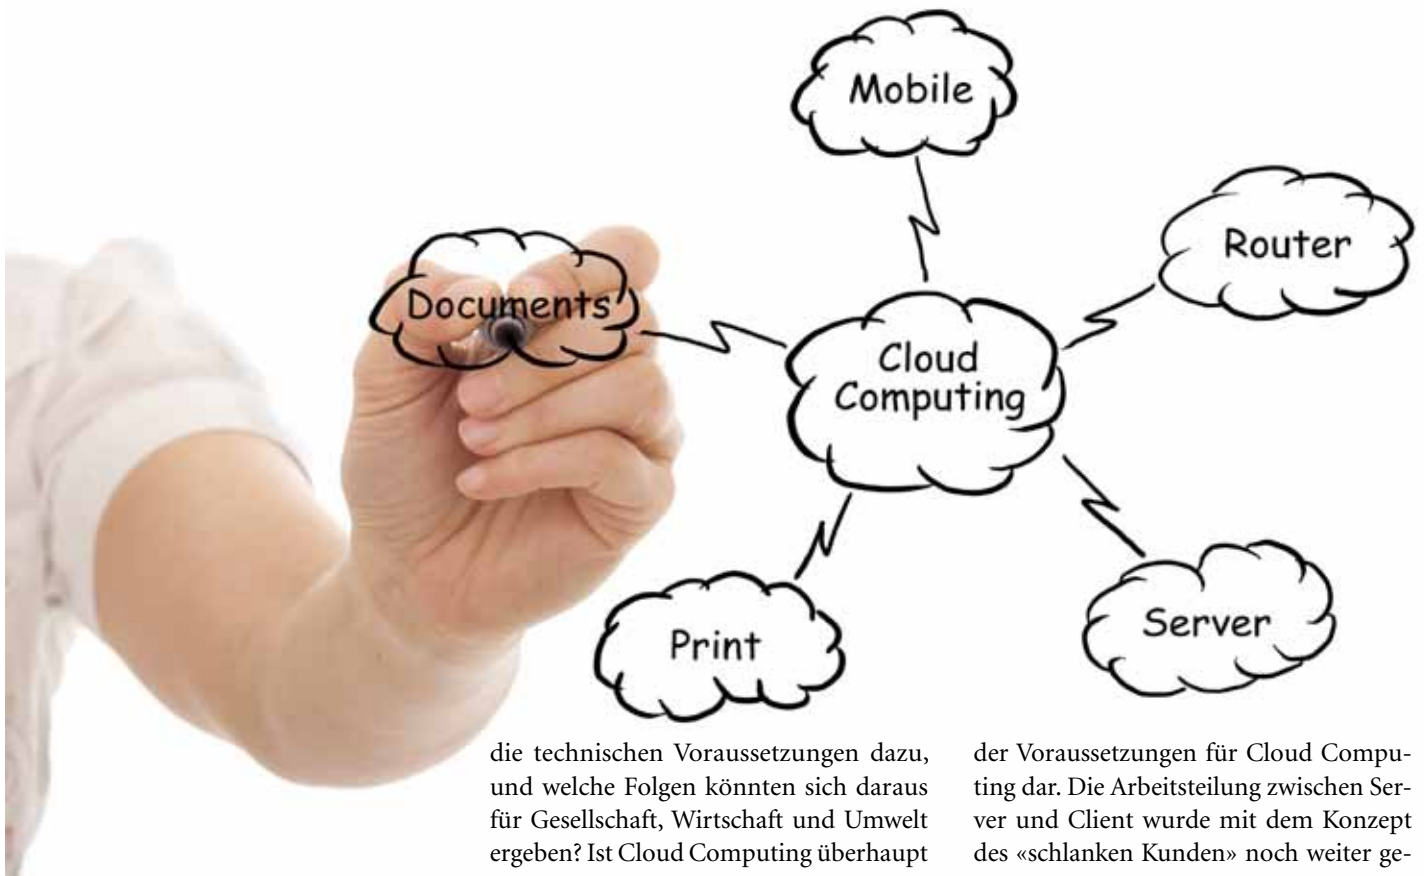 Mobile
Router
Documents
Cloud
Computing
Server
Print
die technischen Voraussetzungen dazu,
und welche Folgen könnten sich daraus
für Gesellschaft, Wirtschaft und Umwelt
ergeben? Ist Cloud Computing überhaupt
der Voraussetzungen für Cloud Compu-
ting dar. Die Arbeitsteilung zwischen Ser-
ver und Client wurde mit dem Konzept
des «schlanken Kunden» noch weiter ge-